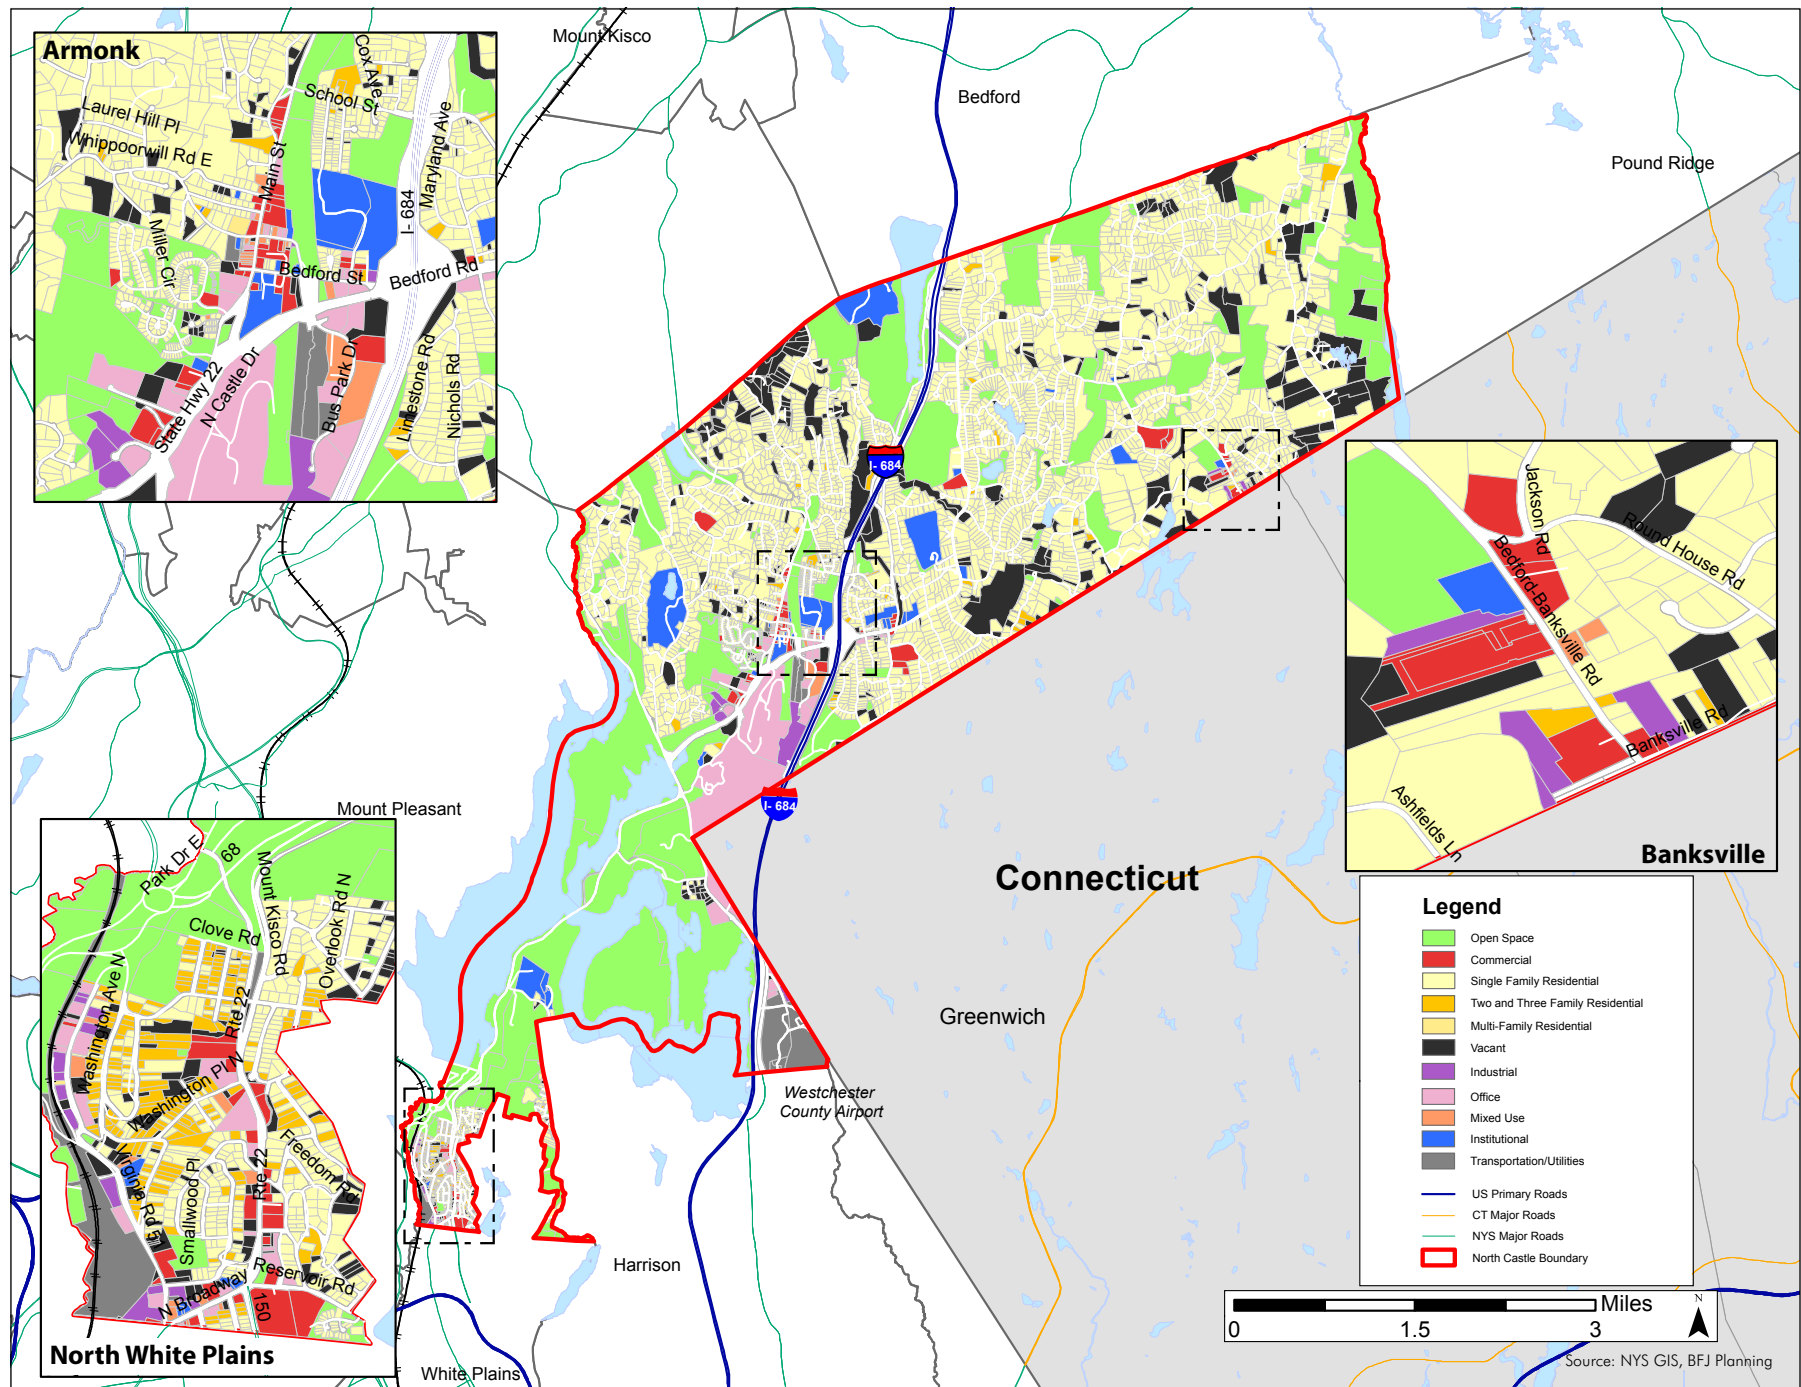 Armonk
Cox Ave
School St
Laurel Hill Pl
Whippoorwill Rd E
Main St
Maryland Ave
I- 684
Miller Cir
Bedford St
Bedford Rd
State Hwy 22
N Castle Dr
Bus Park Dr
Limestone Rd
Nichols Rd
Mount Kisco
Bedford
Pound Ridge
I- 684
I- 684
Mount Pleasant
Connecticut
Greenwich
Westchester
County Airport
Harrison
White Plains
Jackson Rd
Round House Rd
Bedford-Banksville Rd
Banksville Rd
Ashfields Ln
Banksville
Park Dr E
68
Mount Kisco Rd
Overlook Rd N
Clove Rd
Washington Ave N
Rte 22
Washington Pl N
Virginia Rd
51
Smallwood Pl
Rte 22
Freedom Rd
N Broadway
Reservoir Rd
150
North White Plains
Legend
Open Space
Commercial
Single Family Residential
Two and Three Family Residential
Multi-Family Residential
Vacant
Industrial
Office
Mixed Use
Institutional
Transportation/Utilities
US Primary Roads
CT Major Roads
NYS Major Roads
North Castle Boundary
Miles
0 1.5 3
N
Source: NYS GIS, BFJ Planning